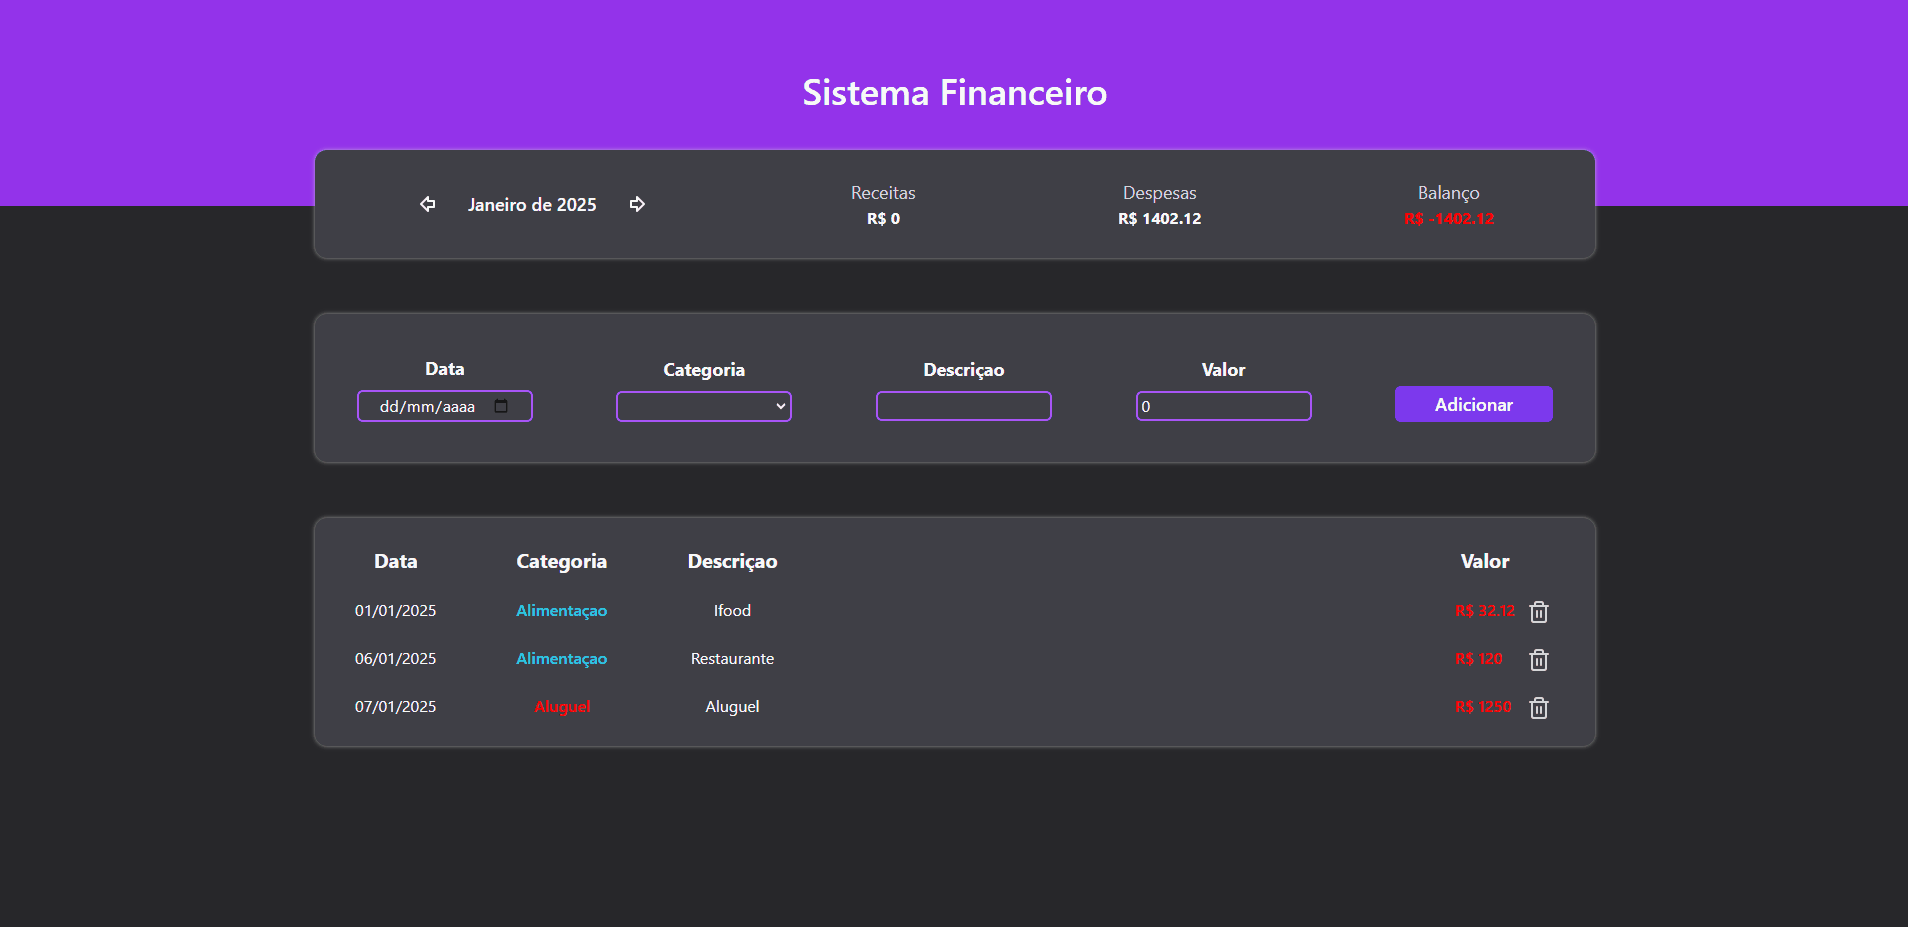 Sistema Financeiro
Janeiro de 2025
Receitas
R$ 0
Despesas
R$ 1402.12
Balanço
R$ -1402.12
Data
Categoria
Descriçao
Valor
dd/mm/aaaa
0
Adicionar
Data Categoria Descriçao Valor
01/01/2025 Alimentaçao Ifood R$ 32.12
06/01/2025 Alimentaçao Restaurante R$ 120
07/01/2025 Aluguel Aluguel R$ 1250